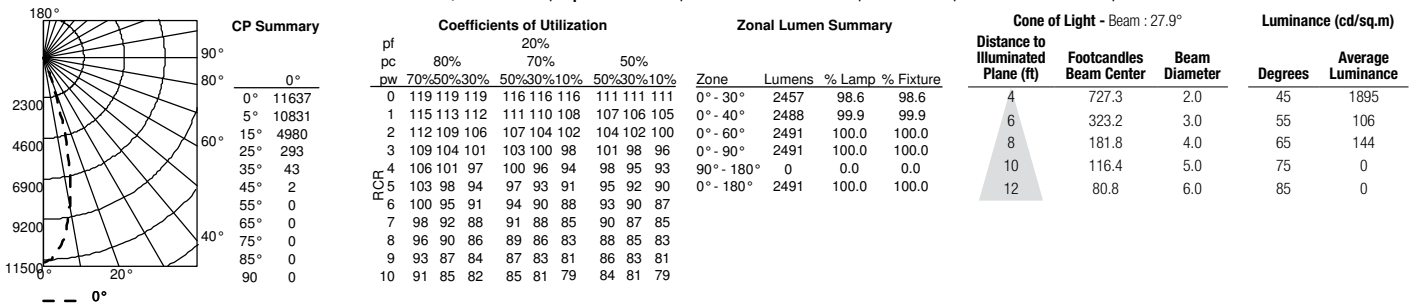 180°
90°
80°
60°
40°
20°
0°
2300
4600
6900
9200
11500
0°
CP Summary
0°
0° 11637
5° 10831
15° 4980
25° 293
35° 43
45° 2
55° 0
65° 0
75° 0
85° 0
90 0
Coefficients of Utilization
pf 20%
pc 80% 70% 50%
pw 70%50%30% 50%30%10% 50%30%10%
RCR
0 119 119 119 116 116 116 111 111 111
1 115 113 112 111 110 108 107 106 105
2 112 109 106 107 104 102 104 102 100
3 109 104 101 103 100 98 101 98 96
4 106 101 97 100 96 94 98 95 93
5 103 98 94 97 93 91 95 92 90
6 100 95 91 94 90 88 93 90 87
7 98 92 88 91 88 85 90 87 85
8 96 90 86 89 86 83 88 85 83
9 93 87 84 87 83 81 86 83 81
10 91 85 82 85 81 79 84 81 79
Zonal Lumen Summary
Zone Lumens % Lamp % Fixture
0°- 30° 2457 98.6 98.6
0°- 40° 2488 99.9 99.9
0°- 60° 2491 100.0 100.0
0°- 90° 2491 100.0 100.0
90°- 180° 0 0.0 0.0
0°- 180° 2491 100.0 100.0
Cone of Light - Beam : 27.9°
Distance to
Illuminated Footcandles Beam
Plane (ft) Beam Center Diameter
4 727.3 2.0
6 323.2 3.0
8 181.8 4.0
10 116.4 5.0
12 80.8 6.0
Luminance (cd/sq.m)
Average
Degrees Luminance
45 1895
55 106
65 144
75 0
85 0